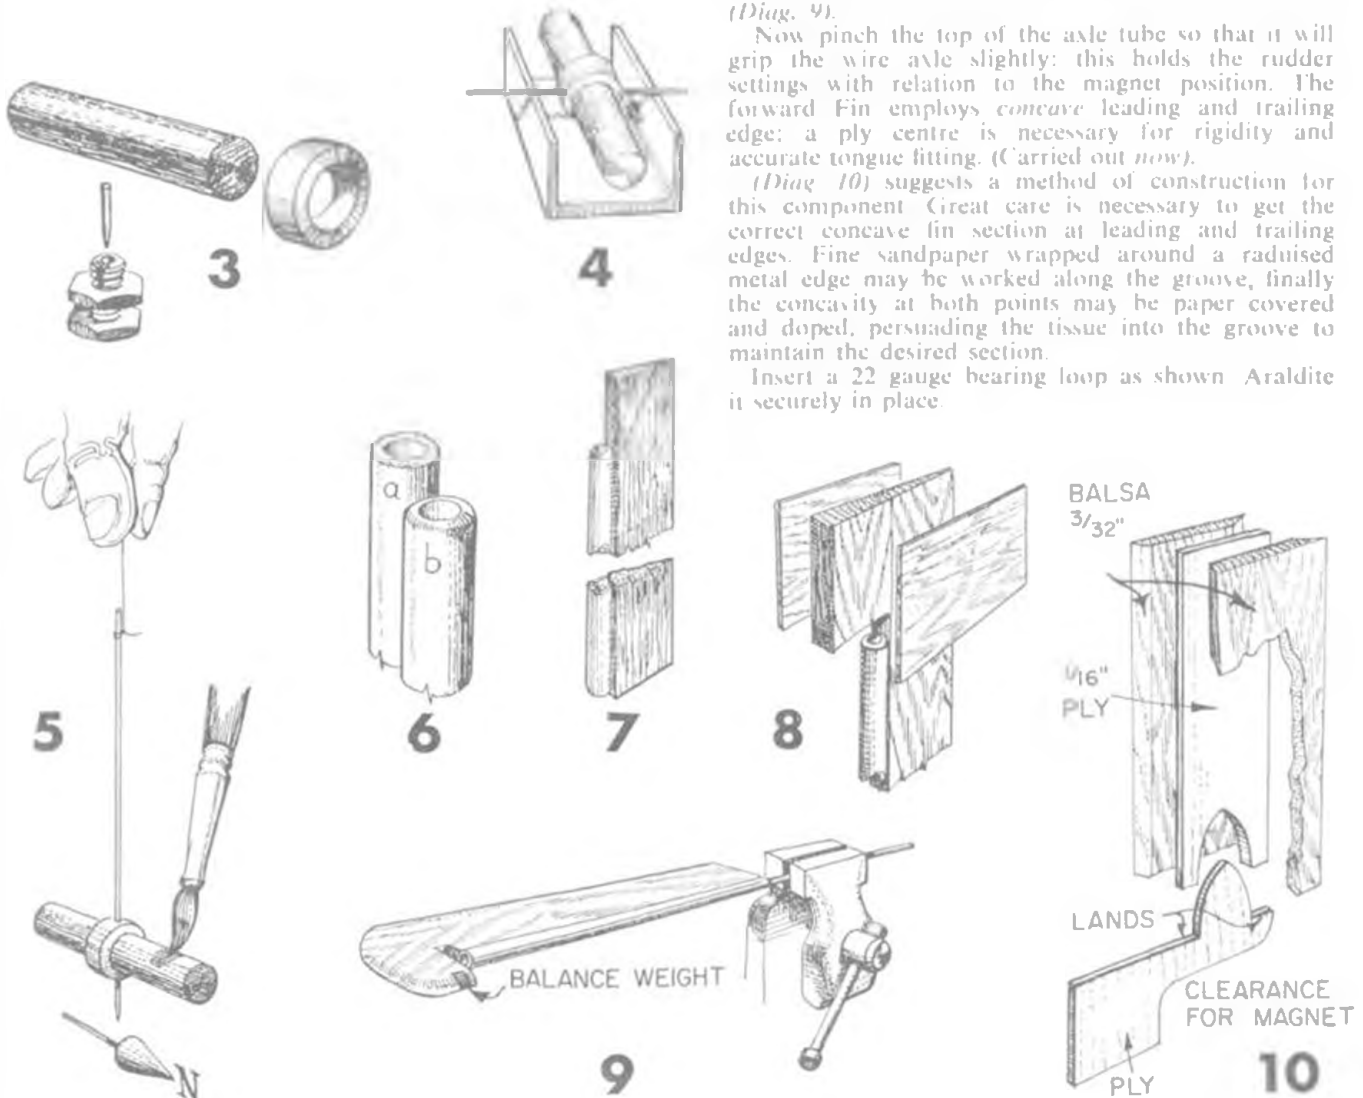 (Diag. 9).
Now pinch the top of the axle tube so that it will
grip the wire axle slightly: this holds the rudder
settings with relation to the magnet position. The
forward Fin employs concave leading and trailing
edge; a ply centre is necessary for rigidity and
accurate tongue fitting. (Carried out now).
(Diag 10) suggests a method of construction for
this component Great care is necessary to get the
correct concave fin section at leading and trailing
edges. Fine sandpaper wrapped around a raduised
metal edge may be worked along the groove, finally
the concavity at both points may be paper covered
and doped, persuading the tissue into the groove to
maintain the desired section.
Insert a 22 gauge bearing loop as shown Araldite
it securely in place.
3
4
5
N
a
b
6
7
8
BALANCE WEIGHT
9
BALSA
3/32"
1/16"
PLY
LANDS
CLEARANCE
FOR MAGNET
PLY
10